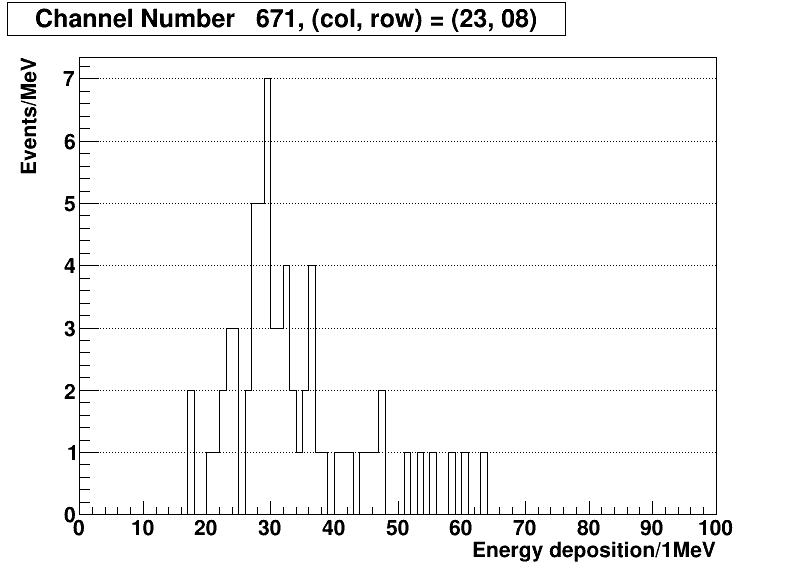 Channel Number 671, (col, row) = (23, 08)
Events/MeV
7
6
5
4
3
2
1
0
0 10 20 30 40 50 60 70 80 90 100
Energy deposition/1MeV